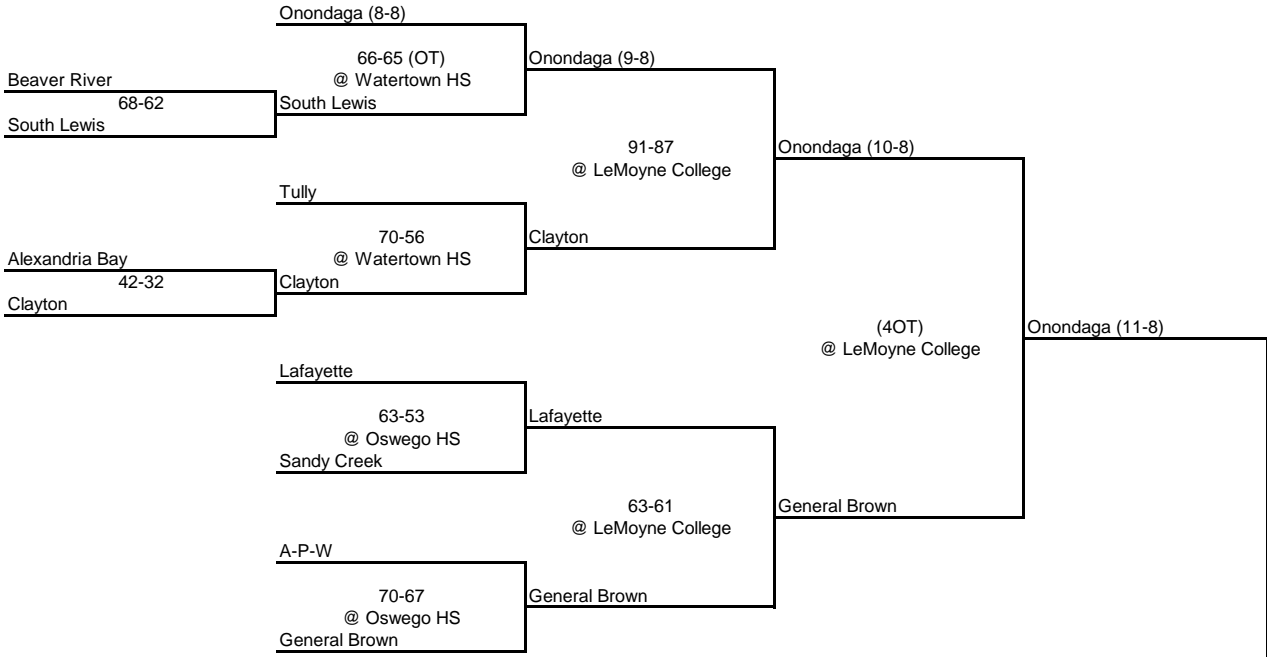 Onondaga (8-8)
66-65 (OT)
@ Watertown HS
Onondaga (9-8)
Beaver River
68-62
South Lewis
South Lewis
91-87
@ LeMoyne College
Onondaga (10-8)
Tully
70-56
@ Watertown HS
Clayton
Alexandria Bay
42-32
Clayton
Clayton
(4OT)
@ LeMoyne College
Onondaga (11-8)
Lafayette
63-53
@ Oswego HS
Lafayette
Sandy Creek
63-61
@ LeMoyne College
General Brown
A-P-W
70-67
@ Oswego HS
General Brown
General Brown